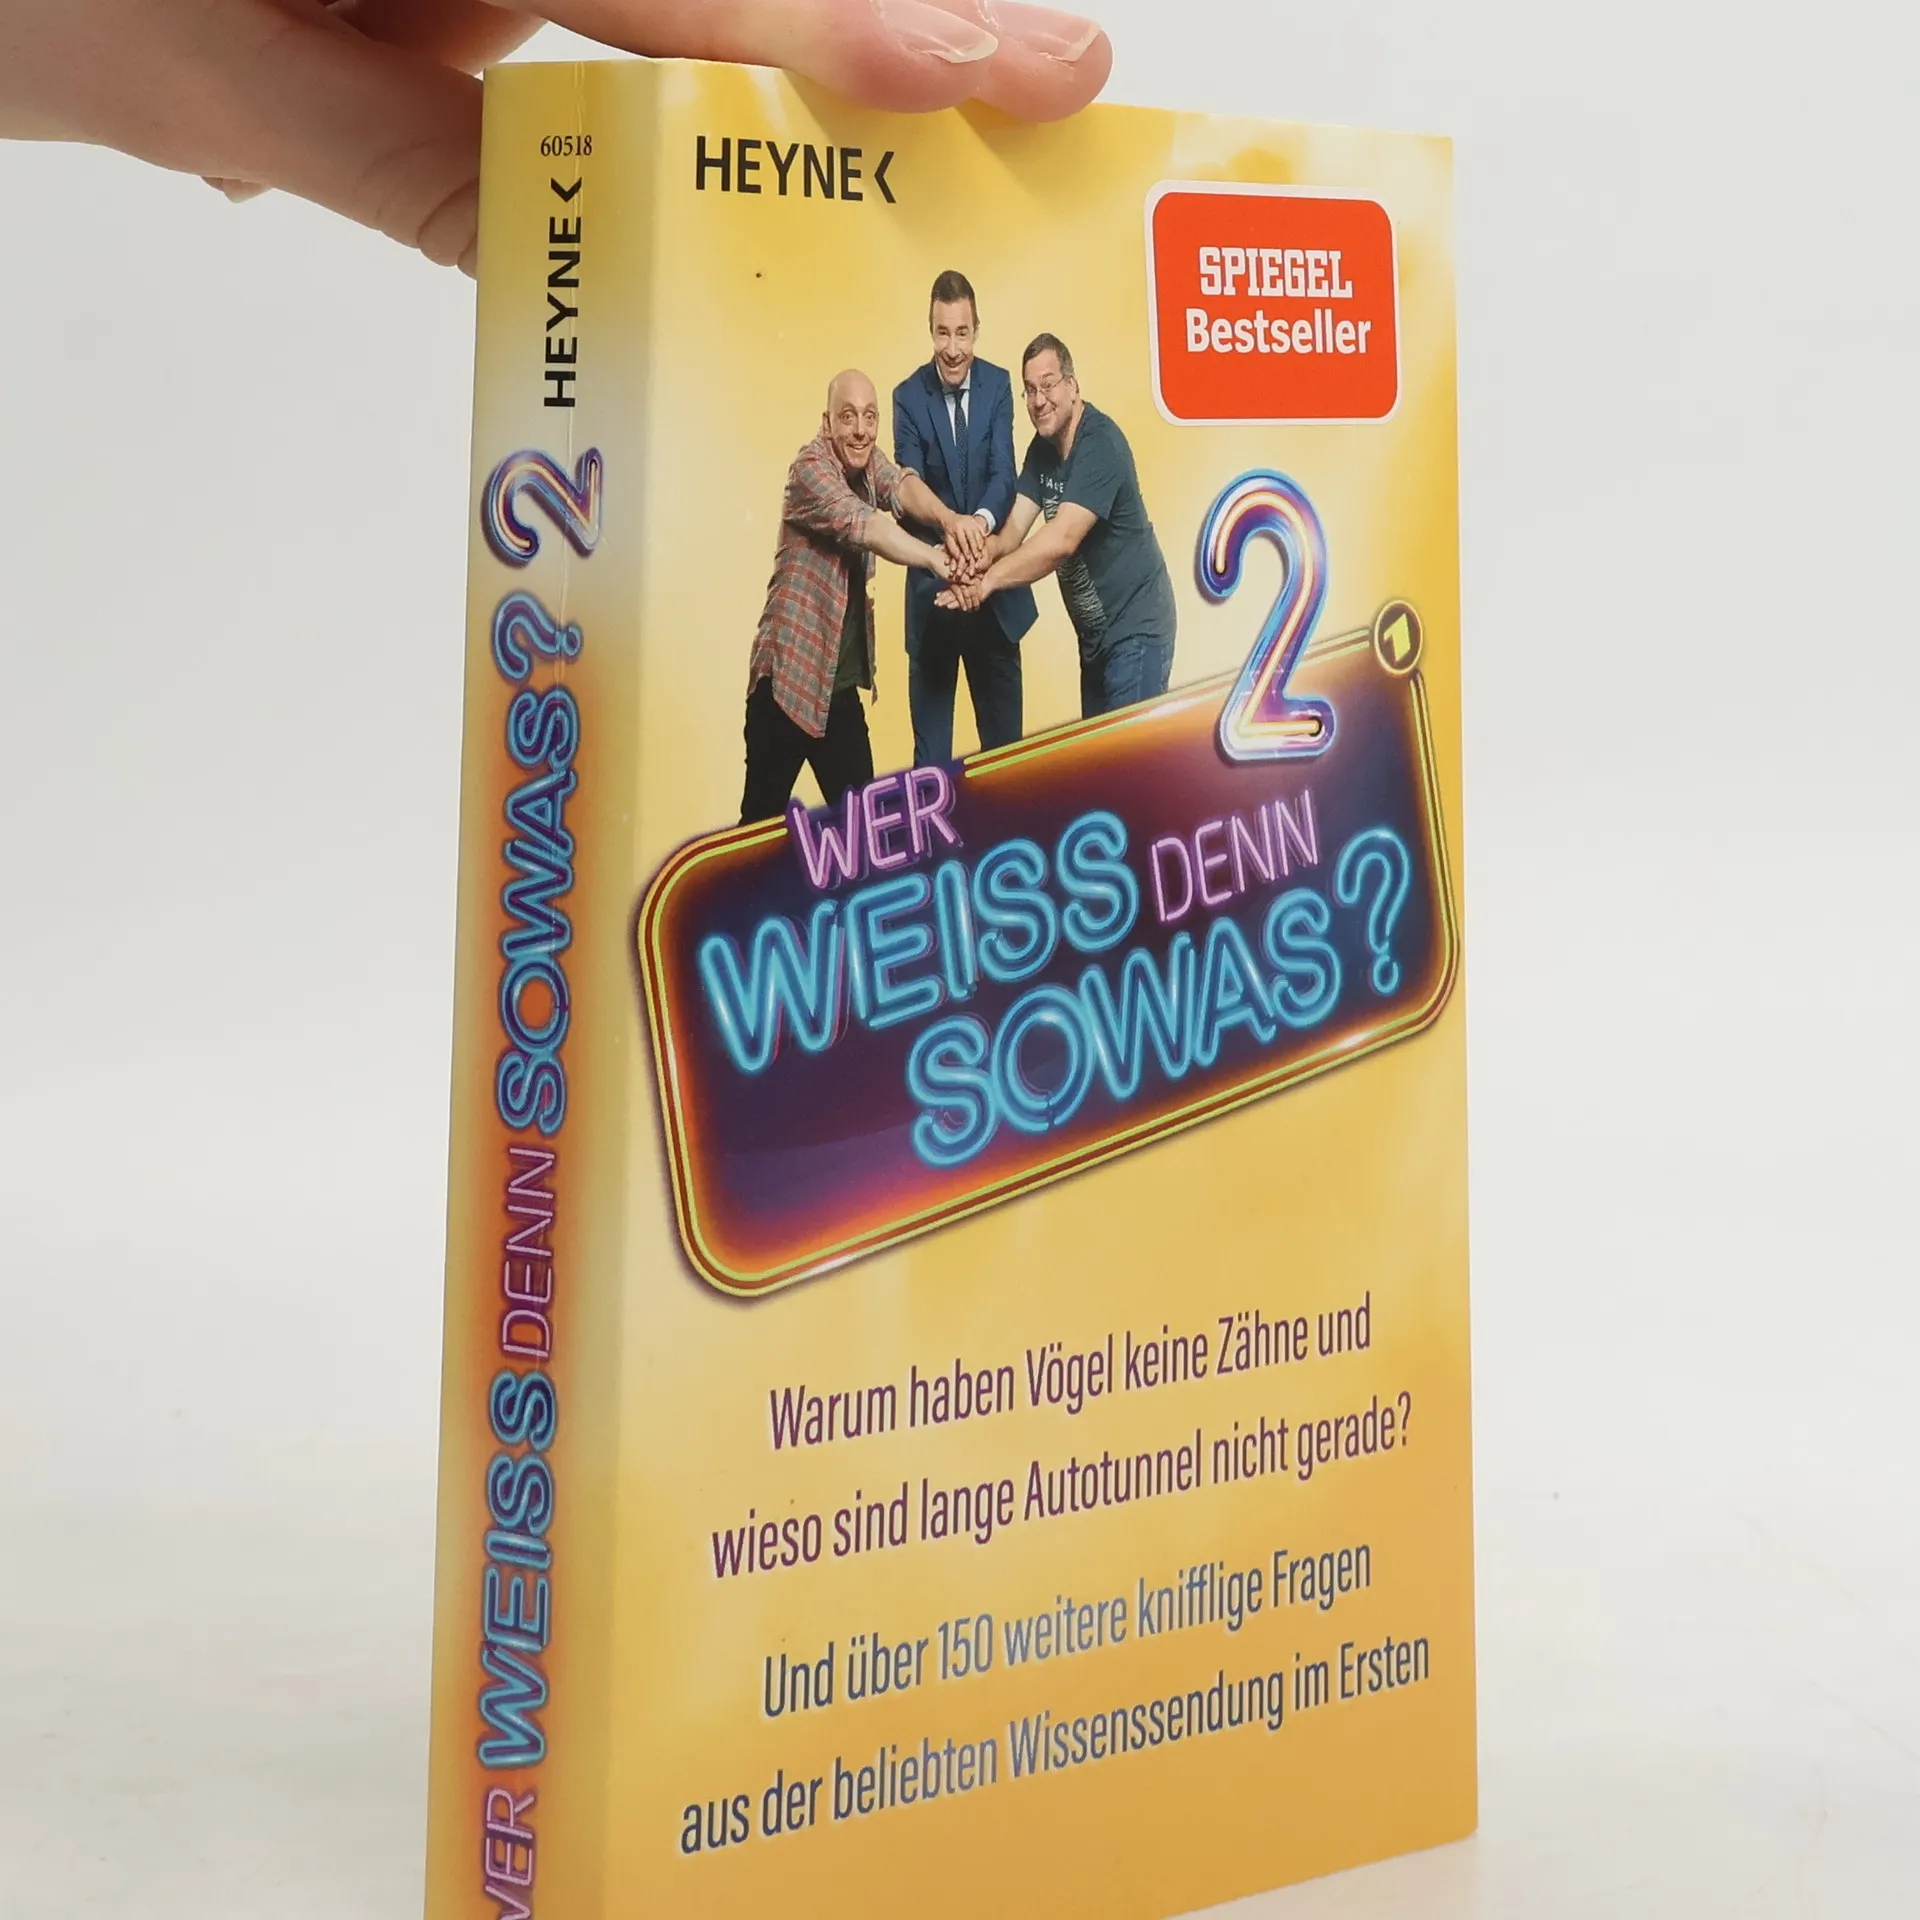 60518
HEYNE
WER WEISS DENN SOWAS? 2
HEYNE
SPIEGEL
Bestseller
2
1
WER
WEISS DENN
SOWAS?
Warum haben Vögel keine Zähne und
wieso sind lange Autotunnel nicht gerade?
Und über 150 weitere knifflige Fragen
aus der beliebten Wissenssendung im Ersten